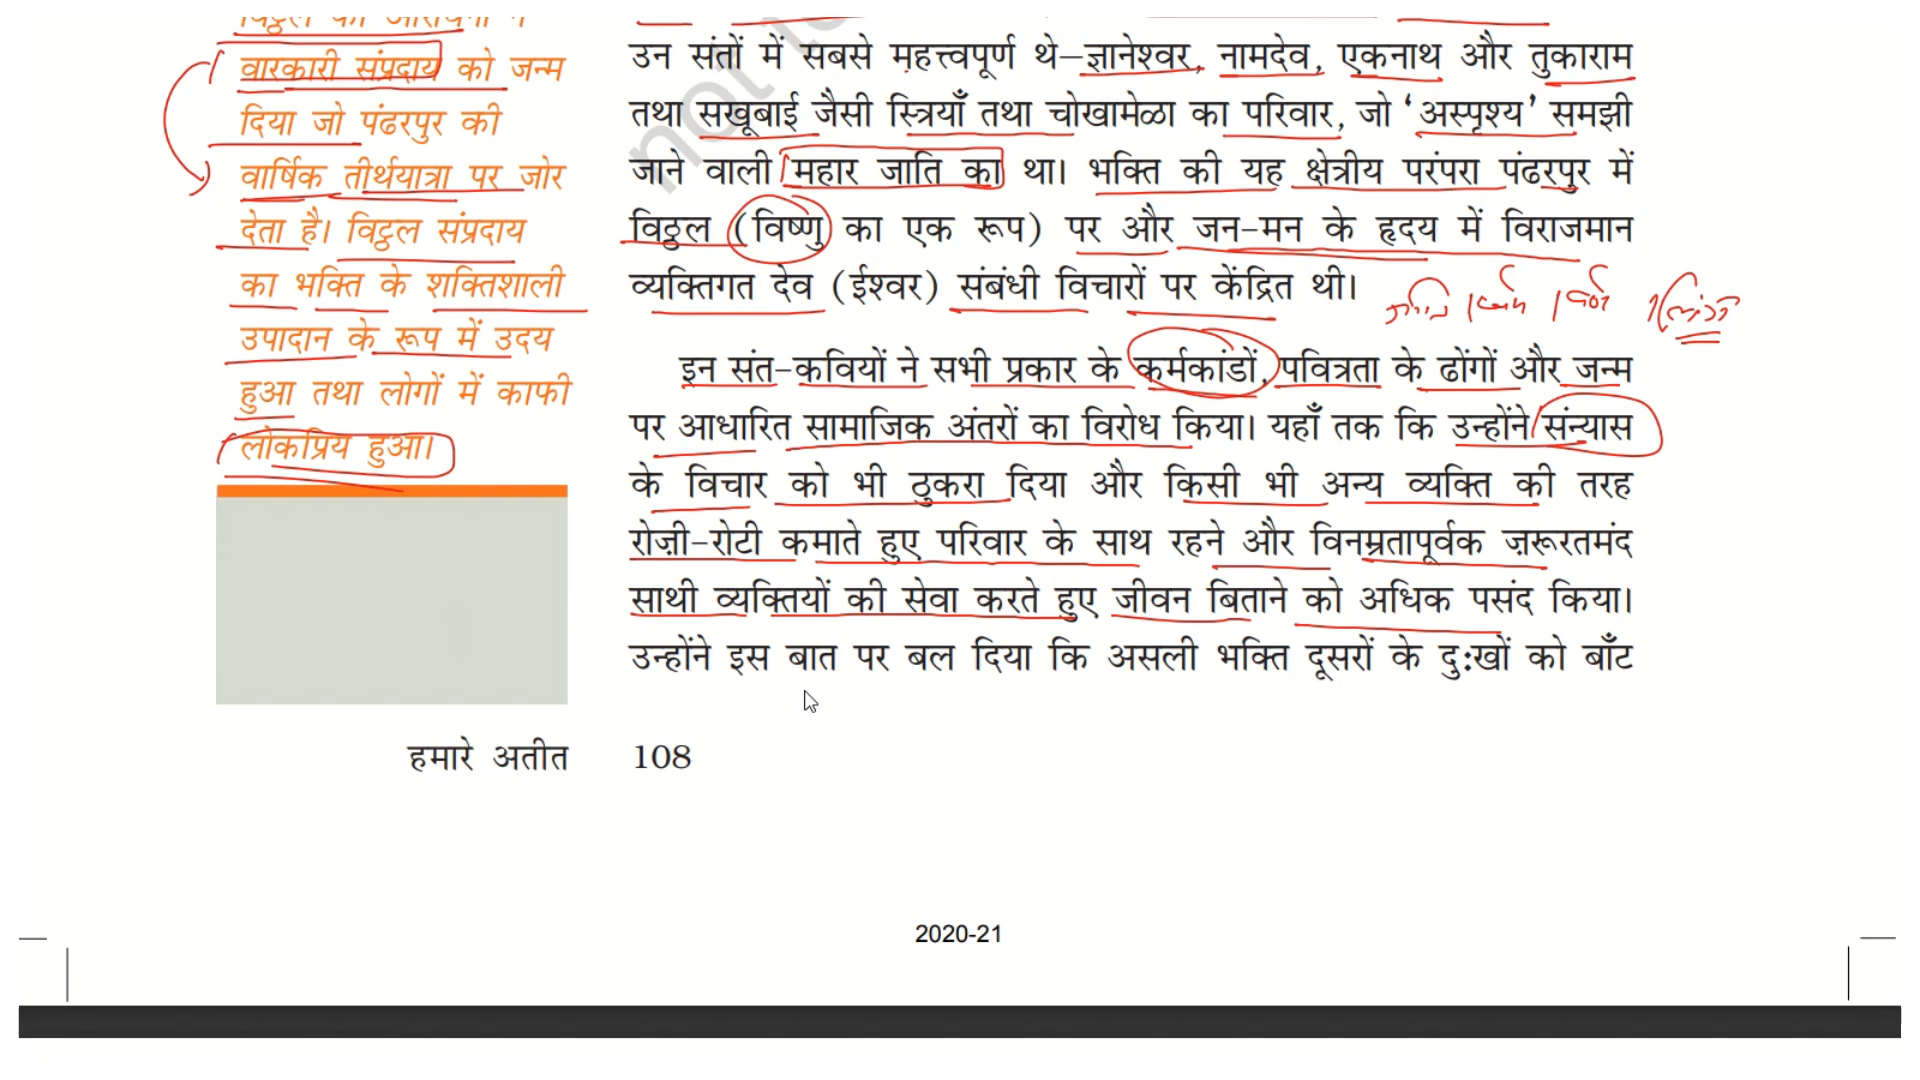 वारकारी संप्रदाय को जन्म
दिया जो पंढरपुर की
वार्षिक तीर्थयात्रा पर जोर
देता है। विट्ठल संप्रदाय
का भक्ति के शक्तिशाली
उपादान के रूप में उदय
हुआ तथा लोगों में काफी
लोकप्रिय हुआ।
उन संतों में सबसे महत्त्वपूर्ण थे–ज्ञानेश्वर, नामदेव, एकनाथ और तुकाराम
तथा सखूबाई जैसी स्त्रियाँ तथा चोखामेळा का परिवार, जो ‘अस्पृश्य’ समझी
जाने वाली महार जाति का था। भक्ति की यह क्षेत्रीय परंपरा पंढरपुर में
विठ्ठल (विष्णु का एक रूप) पर और जन-मन के हृदय में विराजमान
व्यक्तिगत देव (ईश्वर) संबंधी विचारों पर केंद्रित थी।
इन संत-कवियों ने सभी प्रकार के कर्मकांडों, पवित्रता के ढोंगों और जन्म
पर आधारित सामाजिक अंतरों का विरोध किया। यहाँ तक कि उन्होंने संन्यास
के विचार को भी ठुकरा दिया और किसी भी अन्य व्यक्ति की तरह
रोज़ी-रोटी कमाते हुए परिवार के साथ रहने और विनम्रतापूर्वक ज़रूरतमंद
साथी व्यक्तियों की सेवा करते हुए जीवन बिताने को अधिक पसंद किया।
उन्होंने इस बात पर बल दिया कि असली भक्ति दूसरों के दु:खों को बाँट
हमारे अतीत 108
2020-21